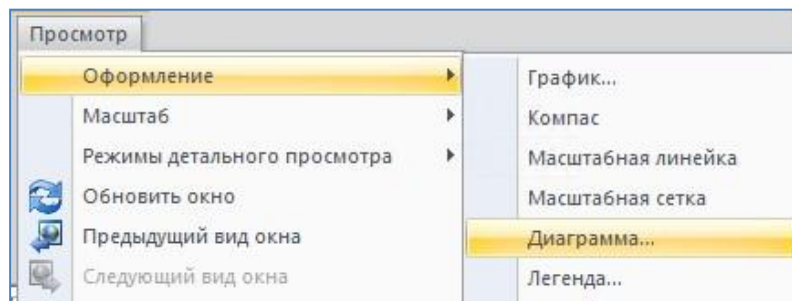 Просмотр
Оформление
Масштаб
Режимы детального просмотра
Обновить окно
Предыдущий вид окна
Следующий вид окна
График...
Компас
Масштабная линейка
Масштабная сетка
Диаграмма...
Легенда...